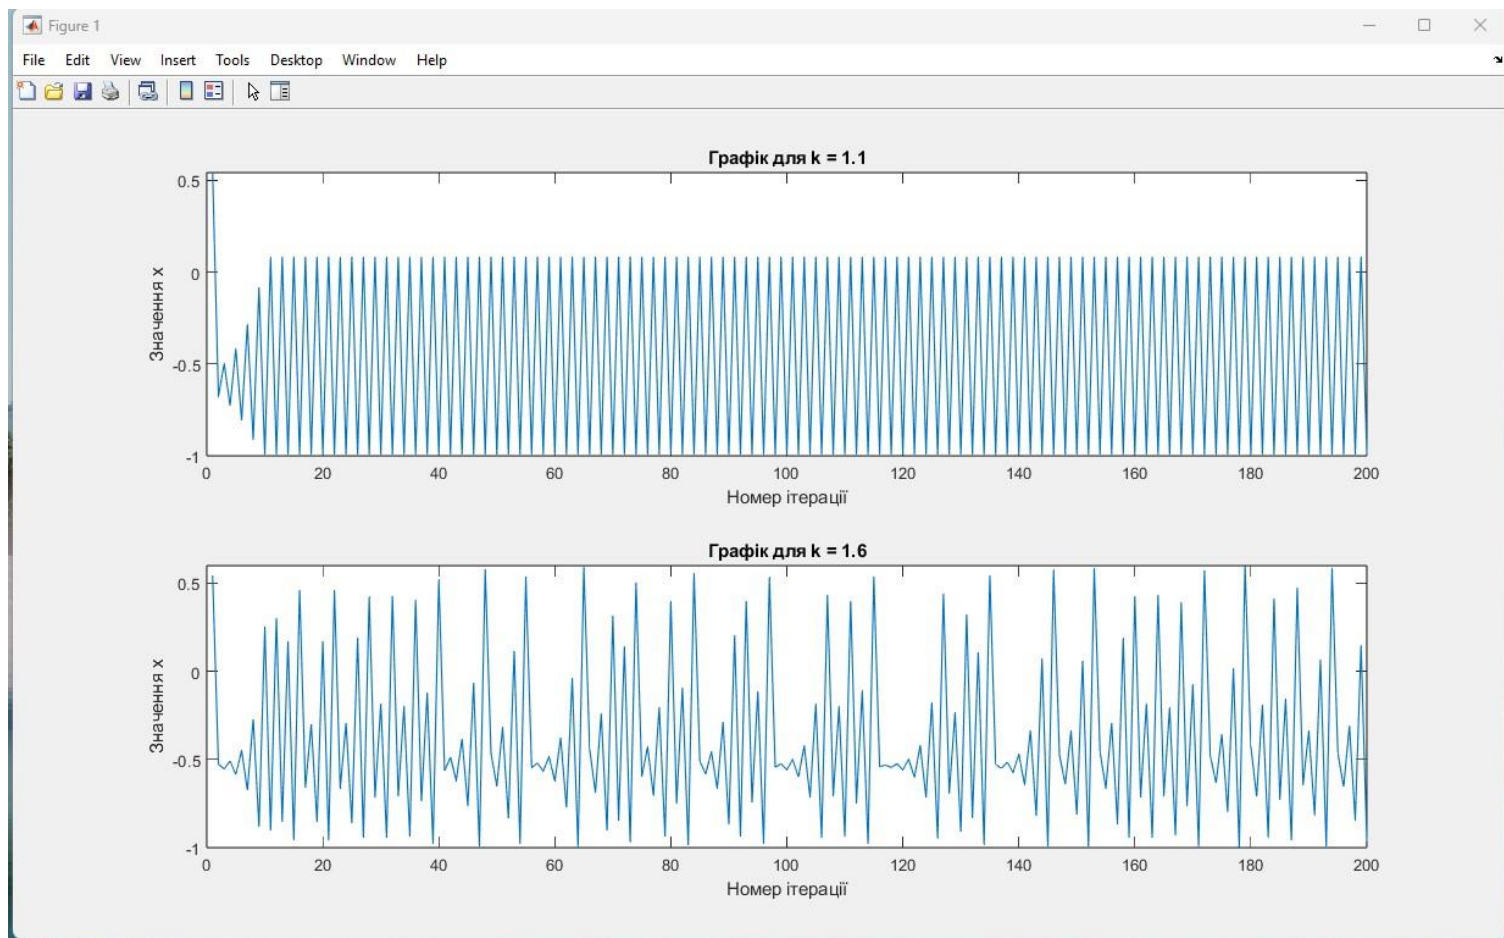 Figure 1
File Edit View Insert Tools Desktop Window Help
Графік для k = 1.1
Значення x
0.5
0
-0.5
-1
0 20 40 60 80 100 120 140 160 180 200
Номер ітерації
Графік для k = 1.6
Значення x
0.5
0
-0.5
-1
0 20 40 60 80 100 120 140 160 180 200
Номер ітерації